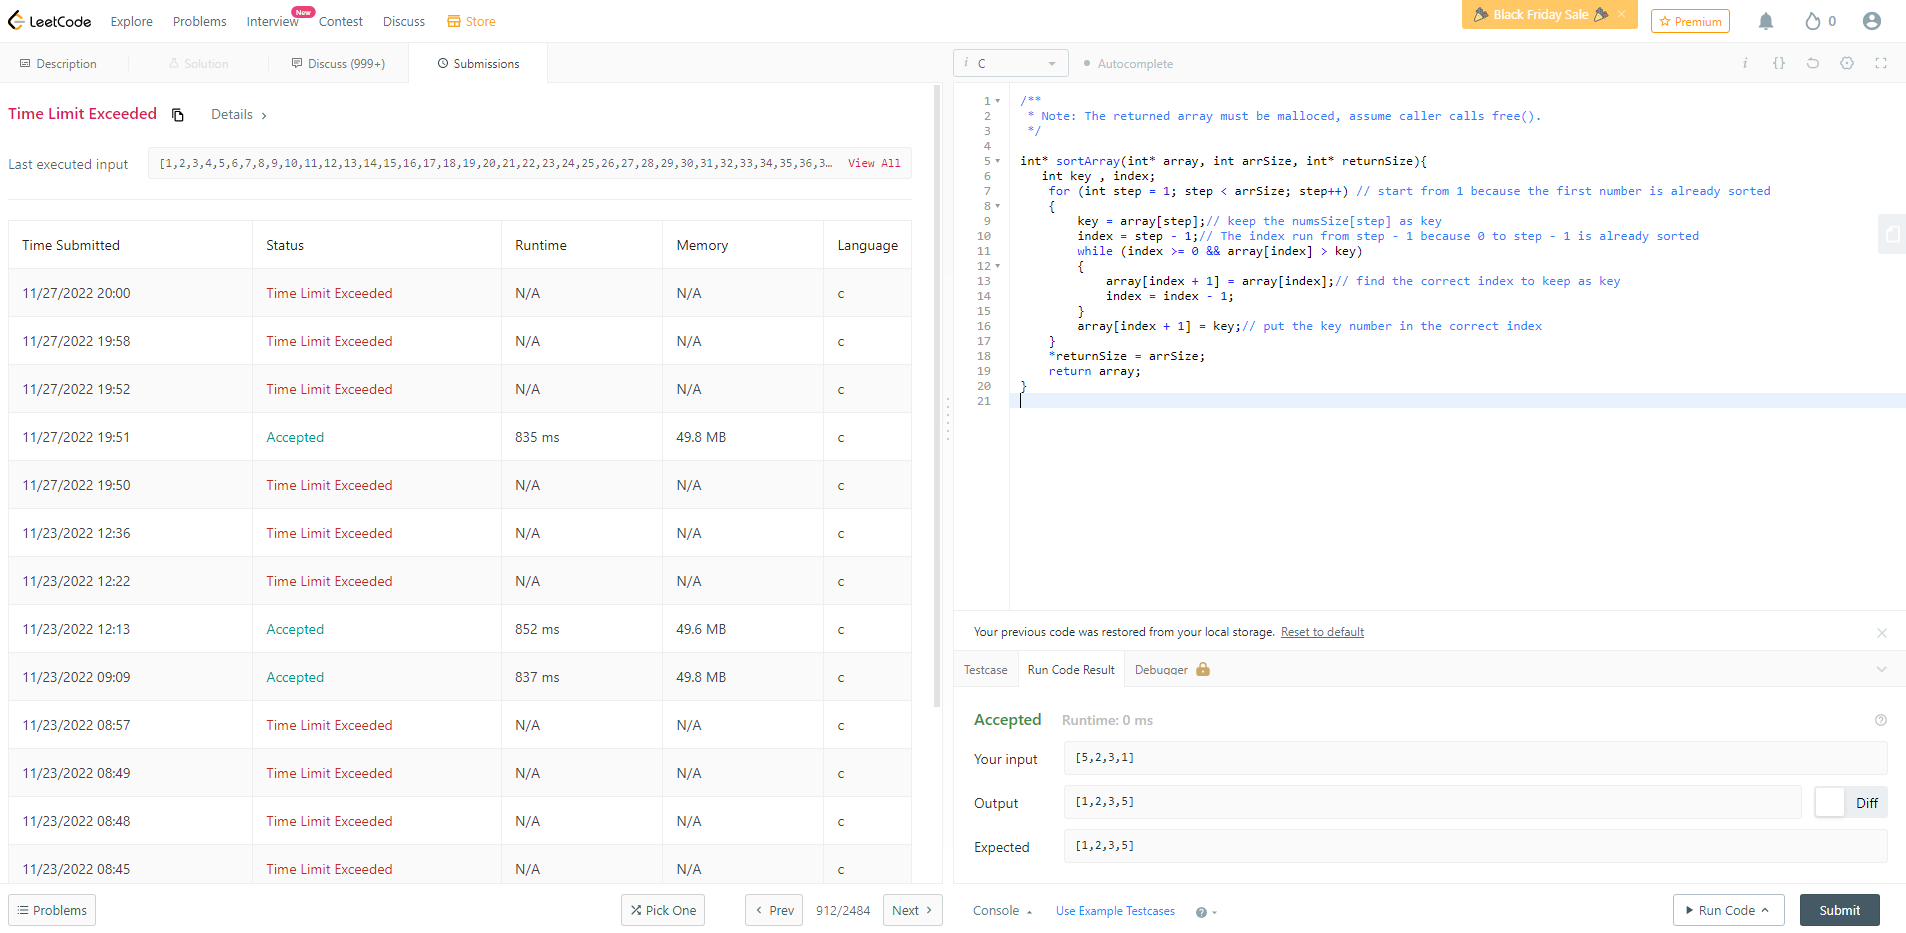 LeetCode
Explore
Problems
Interview
New
Contest
Discuss
Store
Black Friday Sale
Premium
0
Description
Solution
Discuss (999+)
Submissions
Time Limit Exceeded
Details
Last executed input
[1,2,3,4,5,6,7,8,9,10,11,12,13,14,15,16,17,18,19,20,21,22,23,24,25,26,27,28,29,30,31,32,33,34,35,36,3...
View All
Time Submitted Status Runtime Memory Language
11/27/2022 20:00 Time Limit Exceeded N/A N/A c
11/27/2022 19:58 Time Limit Exceeded N/A N/A c
11/27/2022 19:52 Time Limit Exceeded N/A N/A c
11/27/2022 19:51 Accepted 835 ms 49.8 MB c
11/27/2022 19:50 Time Limit Exceeded N/A N/A c
11/23/2022 12:36 Time Limit Exceeded N/A N/A c
11/23/2022 12:22 Time Limit Exceeded N/A N/A c
11/23/2022 12:13 Accepted 852 ms 49.6 MB c
11/23/2022 09:09 Accepted 837 ms 49.8 MB c
11/23/2022 08:57 Time Limit Exceeded N/A N/A c
11/23/2022 08:49 Time Limit Exceeded N/A N/A c
11/23/2022 08:48 Time Limit Exceeded N/A N/A c
11/23/2022 08:45 Time Limit Exceeded N/A N/A c
Problems
Pick One
Prev
912/2484
Next
i C
Autocomplete
i {}
1 /**
2 * Note: The returned array must be malloced, assume caller calls free().
3 */
4
5 int* sortArray(int* array, int arrSize, int* returnSize){
6 int key , index;
7 for (int step = 1; step < arrSize; step++) // start from 1 because the first number is already sorted
8 {
9 key = array[step];// keep the numsSize[step] as key
10 index = step - 1;// The index run from step - 1 because 0 to step - 1 is already sorted
11 while (index >= 0 && array[index] > key)
12 {
13 array[index + 1] = array[index];// find the correct index to keep as key
14 index = index - 1;
15 }
16 array[index + 1] = key;// put the key number in the correct index
17 }
18 *returnSize = arrSize;
19 return array;
20 }
21
Your previous code was restored from your local storage. Reset to default
Testcase
Run Code Result
Debugger
Accepted
Runtime: 0 ms
Your input
[5,2,3,1]
Output
[1,2,3,5]
Diff
Expected
[1,2,3,5]
Console
Use Example Testcases
Run Code
Submit